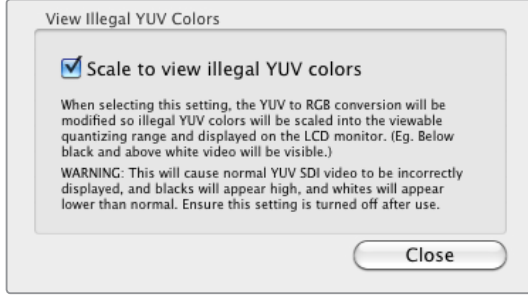 View Illegal YUV Colors
Scale to view illegal YUV colors
When selecting this setting, the YUV to RGB conversion will be
modified so illegal YUV colors will be scaled into the viewable
quantizing range and displayed on the LCD monitor. (Eg. Below
black and above white video will be visible.)
WARNING: This will cause normal YUV SDI video to be incorrectly
displayed, and blacks will appear high, and whites will appear
lower than normal. Ensure this setting is turned off after use.
Close